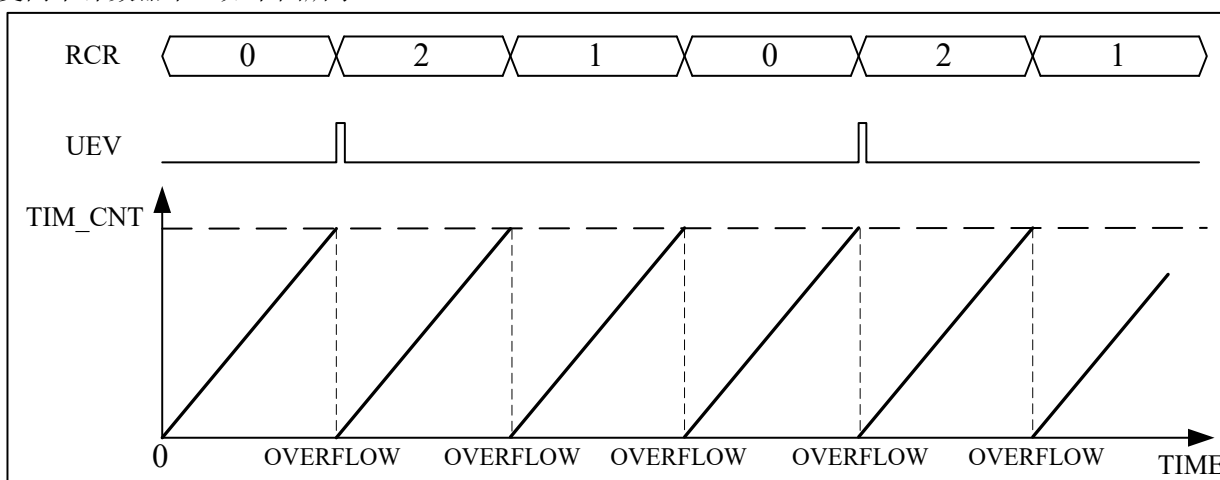 RCR 0 2 1 0 2 1
UEV
TIM_CNT
0 OVERFLOW OVERFLOW OVERFLOW OVERFLOW OVERFLOW TIME